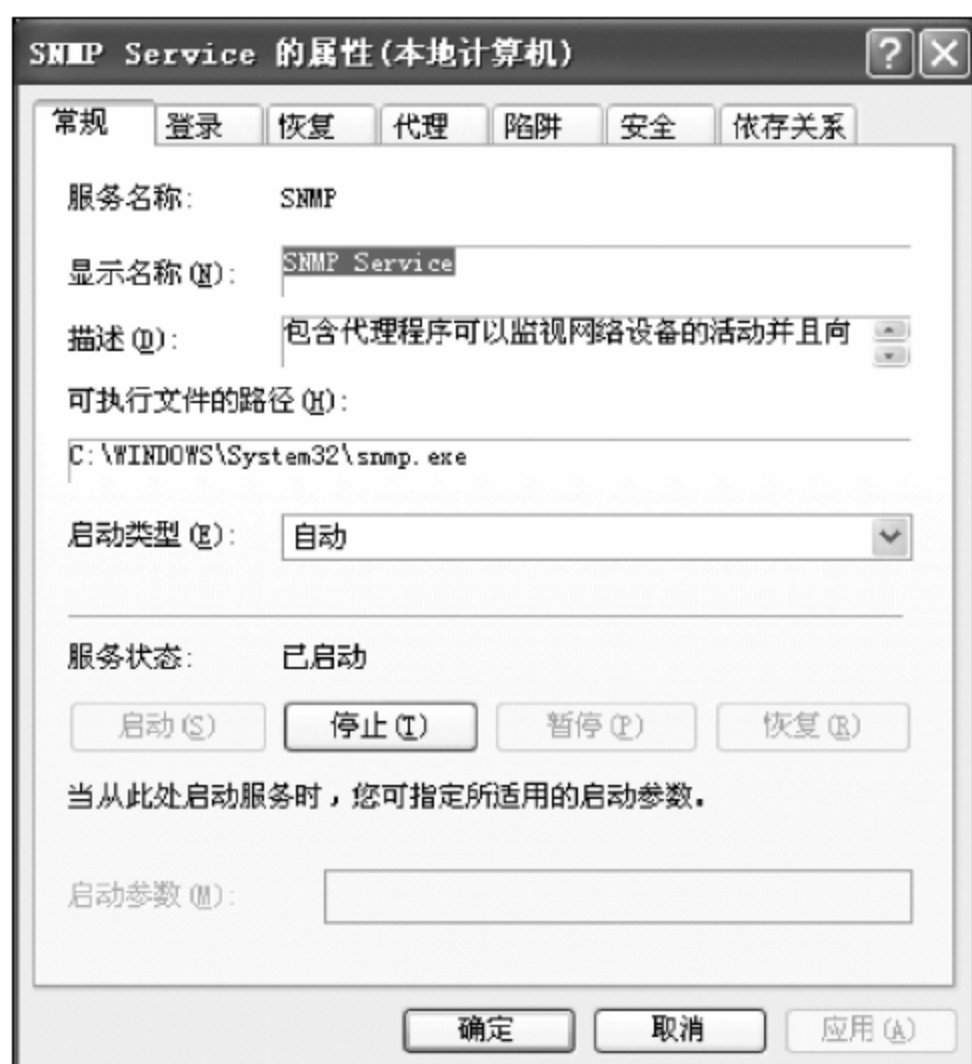 SNMP Service 的属性(本地计算机)
常规 登录 恢复 代理 陷阱 安全 依存关系
服务名称: SNMP
显示名称(N): SNMP Service
描述(D): 包含代理程序可以监视网络设备的活动并且向
可执行文件的路径(H):
C:\WINDOWS\System32\snmp.exe
启动类型(E): 自动
服务状态: 已启动
启动(S) 停止(T) 暂停(P) 恢复(R)
当从此处启动服务时，您可指定所适用的启动参数。
启动参数(M):
确定 取消 应用(A)